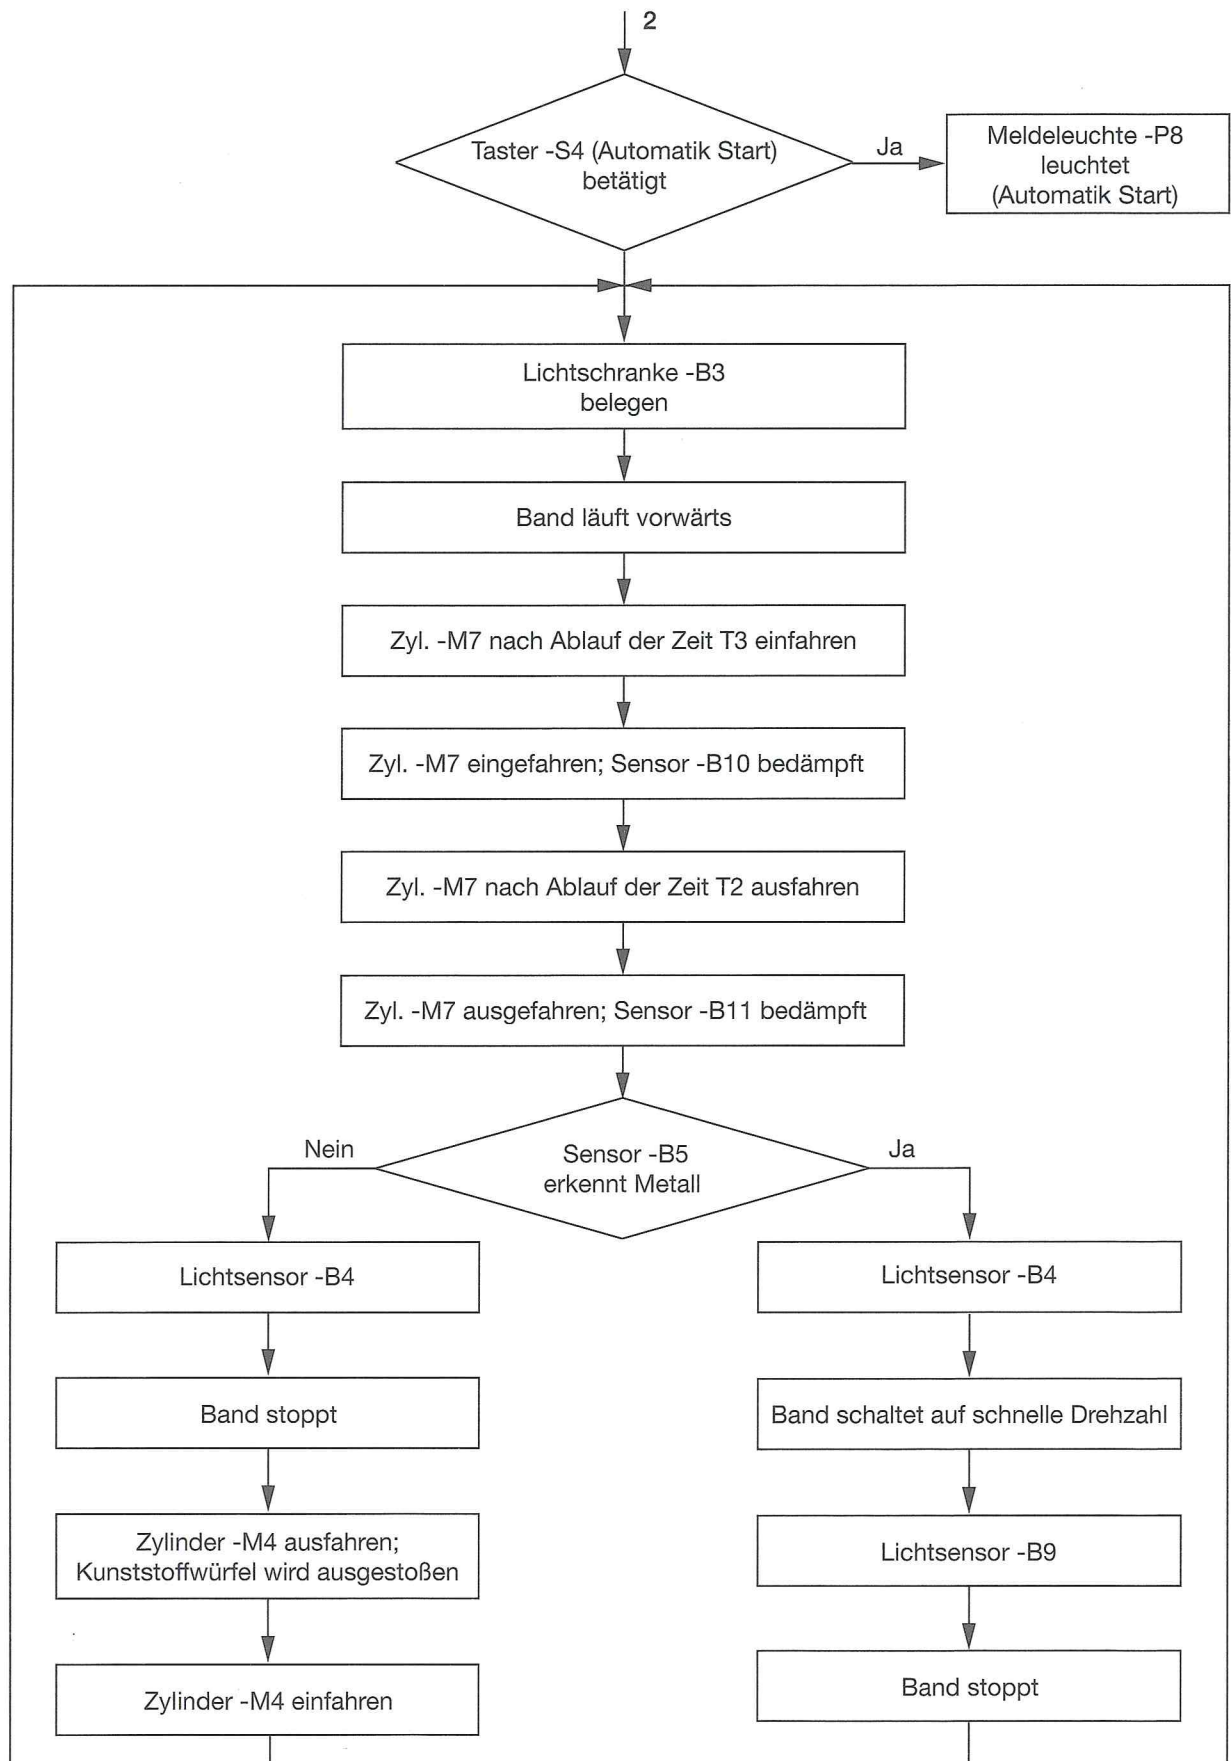 2
Taster -S4 (Automatik Start)
betätigt
Ja
Meldeleuchte -P8
leuchtet
(Automatik Start)
Lichtschranke -B3
belegen
Band läuft vorwärts
Zyl. -M7 nach Ablauf der Zeit T3 einfahren
Zyl. -M7 eingefahren; Sensor -B10 bedämpft
Zyl. -M7 nach Ablauf der Zeit T2 ausfahren
Zyl. -M7 ausgefahren; Sensor -B11 bedämpft
Sensor -B5
erkennt Metall
Nein
Lichtsensor -B4
Band stoppt
Zylinder -M4 ausfahren;
Kunststoffwürfel wird ausgestoßen
Zylinder -M4 einfahren
Ja
Lichtsensor -B4
Band schaltet auf schnelle Drehzahl
Lichtsensor -B9
Band stoppt